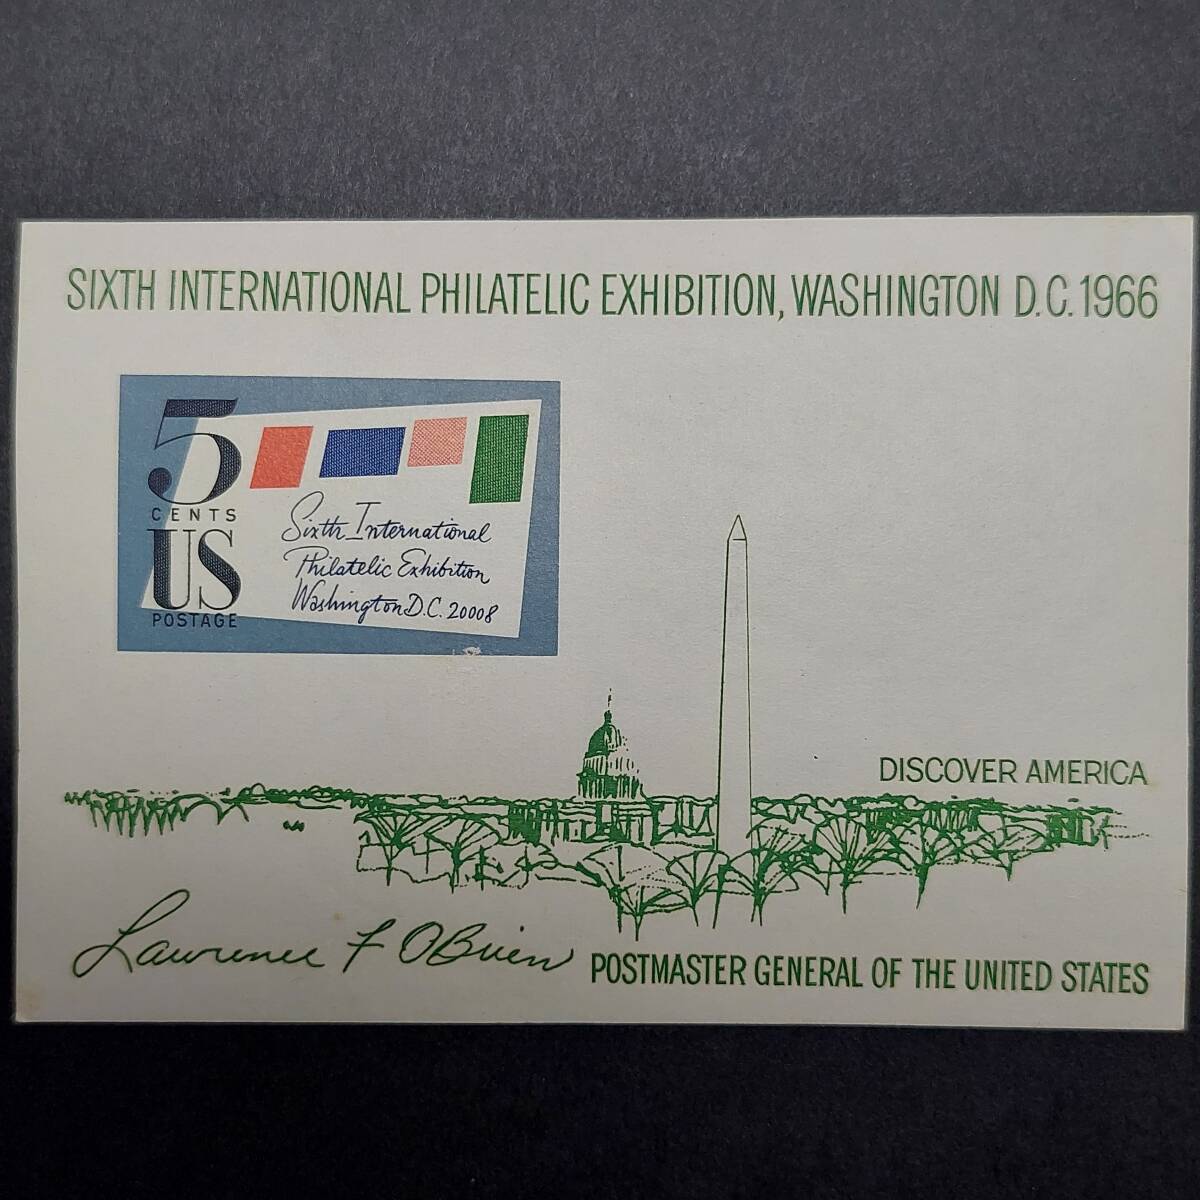 SIXTH INTERNATIONAL PHILATELIC EXHIBITION, WASHINGTON D.C. 1966
5
CENTS
US
POSTAGE
Sixth International
Philatelic Exhibition
Washington D.C. 20008
DISCOVER AMERICA
Lawrence F O'Brien
POSTMASTER GENERAL OF THE UNITED STATES